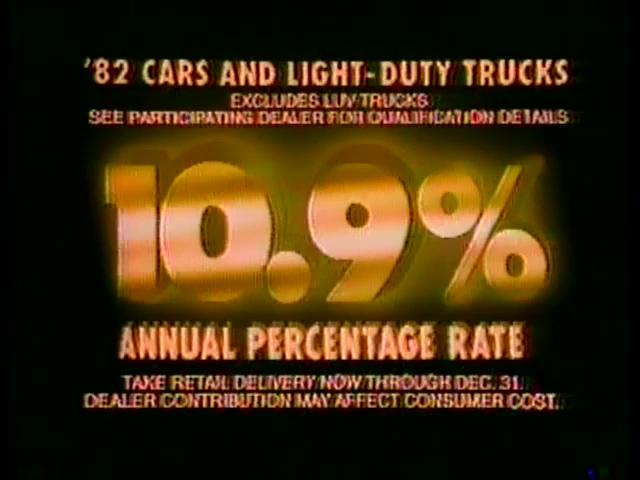 '82 CARS AND LIGHT-DUTY TRUCKS
EXCLUDES LUV TRUCKS
SEE PARTICIPATING DEALER FOR QUALIFICATION DETAILS
10.9%
ANNUAL PERCENTAGE RATE
TAKE RETAIL DELIVERY NOW THROUGH DEC. 31.
DEALER CONTRIBUTION MAY AFFECT CONSUMER COST.